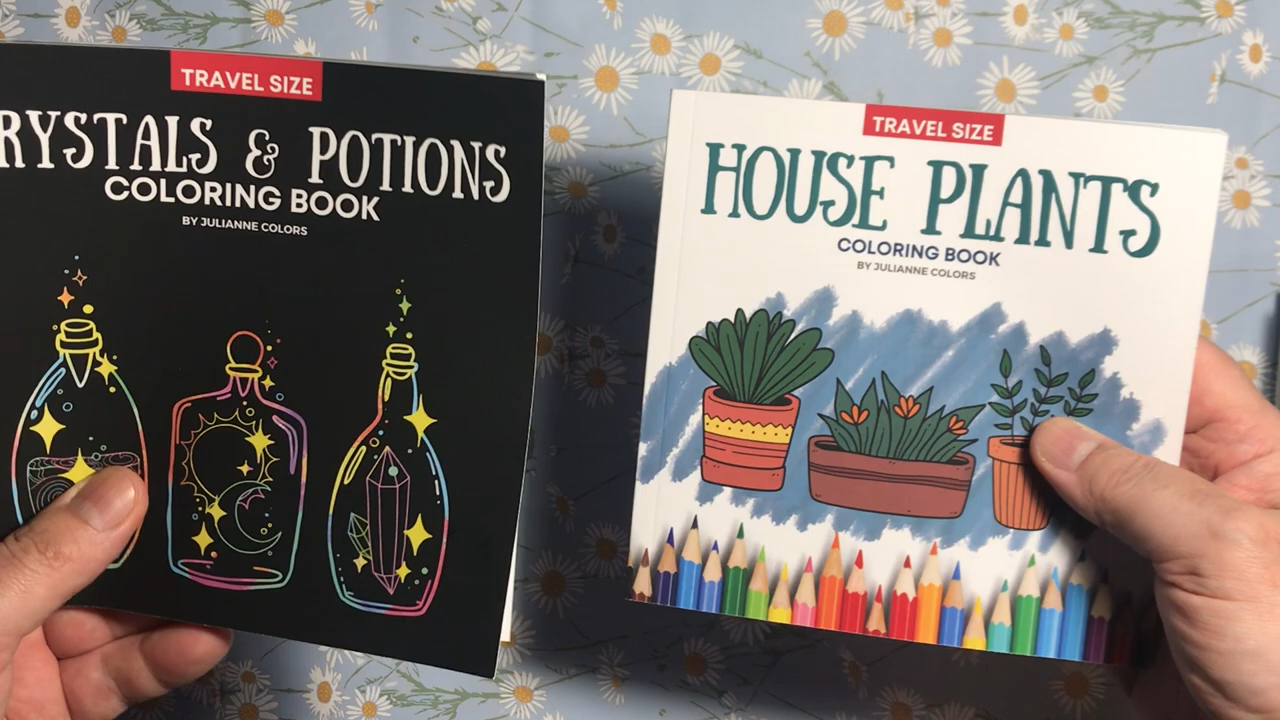 TRAVEL SIZE
RYSTALS & POTIONS
COLORING BOOK
BY JULIANNE COLORS
TRAVEL SIZE
HOUSE PLANTS
COLORING BOOK
BY JULIANNE COLORS